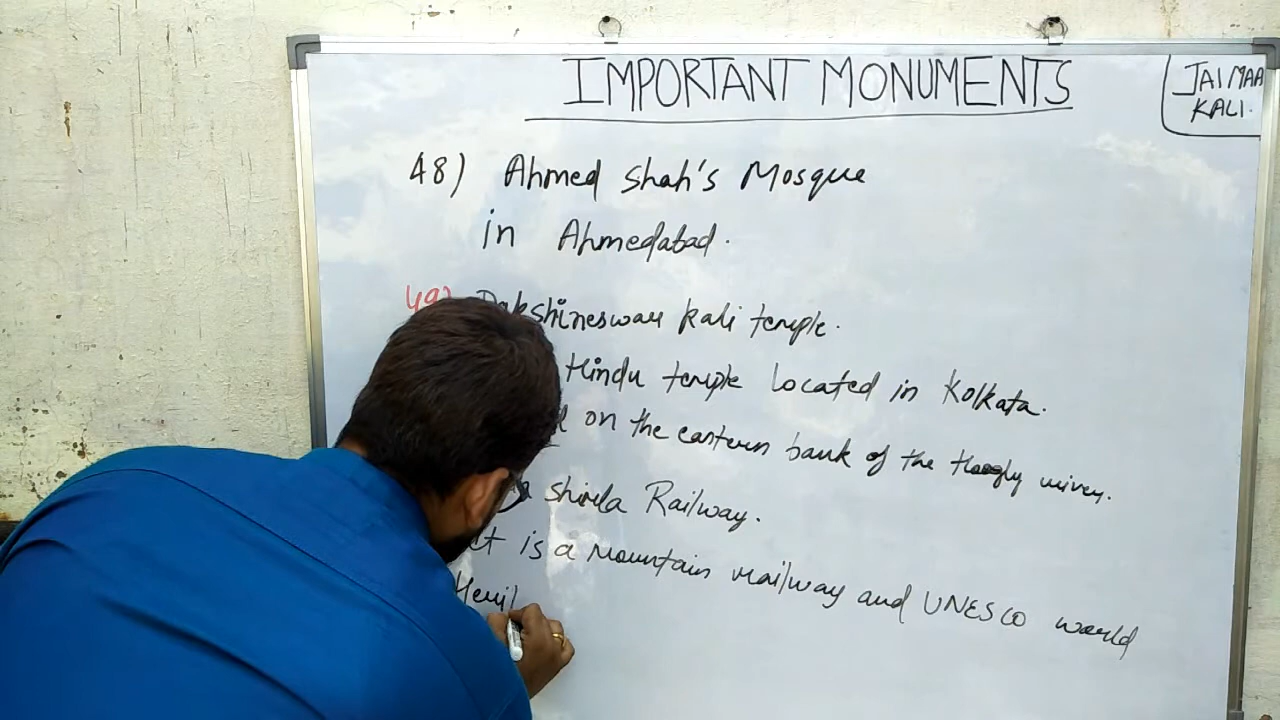 IMPORTANT MONUMENTS
JAI MAA
KALI.
48) Ahmed Shah's Mosque
in Ahmedabad.
49) Dakshineswar kali temple.
Hindu temple located in Kolkata.
on the eastern bank of the Hoogly river.
Shimla Railway.
It is a mountain railway and UNESCO world